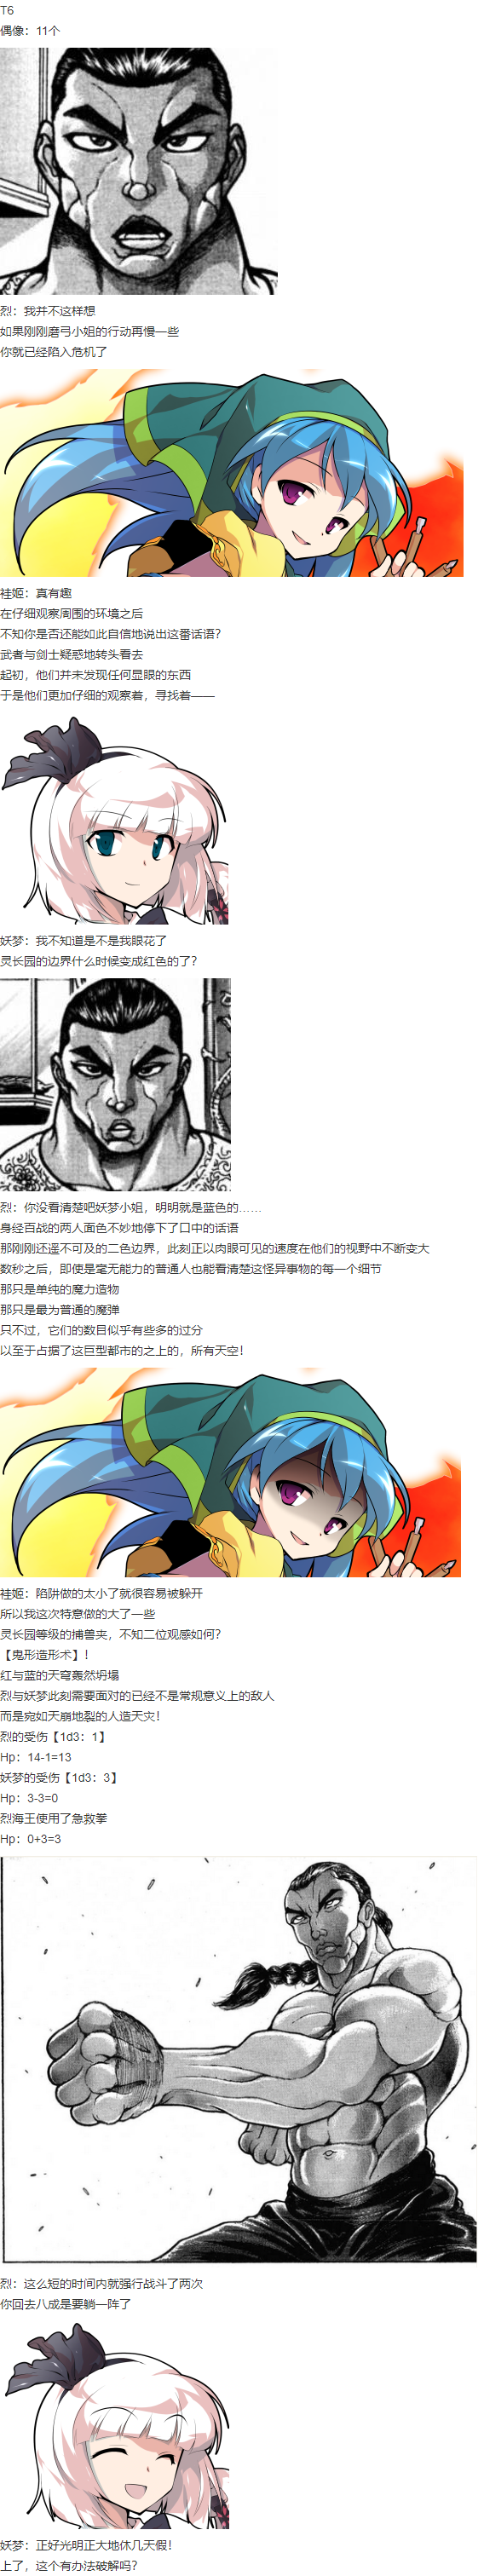 T6
偶像：11个
烈：我并不这样想
如果刚刚磨弓小姐的行动再慢一些
你就已经陷入危机了
袿姬：真有趣
在仔细观察周围的环境之后
不知你是否还能如此自信地说出这番话语？
武者与剑士疑惑地转头看去
起初，他们并未发现任何显眼的东西
于是他们更加仔细的观察着，寻找着——
妖梦：我不知道是不是我眼花了
灵长园的边界什么时候变成红色的了？
烈：你没看清楚吧妖梦小姐，明明就是蓝色的……
身经百战的两人面色不妙地停下了口中的话语
那刚刚还遥不可及的二色边界，此刻正以肉眼可见的速度在他们的视野中不断变大
数秒之后，即使是毫无能力的普通人也能看清楚这怪异事物的每一个细节
那只是单纯的魔力造物
那只是最为普通的魔弹
只不过，它们的数目似乎有些多的过分
以至于占据了这巨型都市的之上的，所有天空！
袿姬：陷阱做的太小了就很容易被躲开
所以我这次特意做的大了一些
灵长园等级的捕兽夹，不知二位观感如何？
【鬼形造形术】！
红与蓝的天穹轰然坍塌
烈与妖梦此刻需要面对的已经不是常规意义上的敌人
而是宛如天崩地裂的人造天灾！
烈的受伤【1d3：1】
Hp：14-1=13
妖梦的受伤【1d3：3】
Hp：3-3=0
烈海王使用了急救拳
Hp：0+3=3
烈：这么短的时间内就强行战斗了两次
你回去八成是要躺一阵了
妖梦：正好光明正大地休几天假！
上了，这个有办法破解吗？